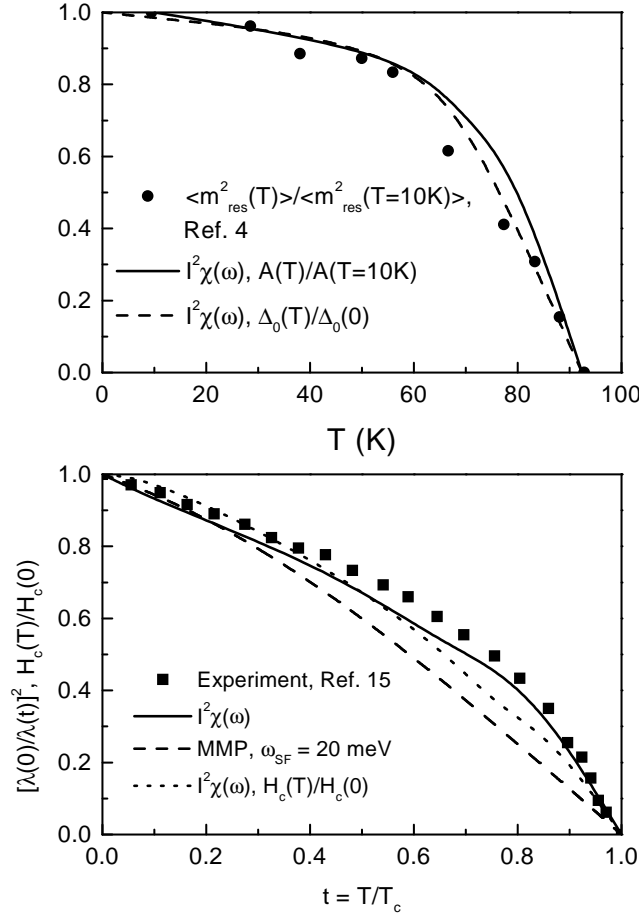 1.0
0.8
0.6
0.4
0.2
0.0
<m²res(T)>/<m²res(T=10K)>,
Ref. 4
I²χ(ω), A(T)/A(T=10K)
I²χ(ω), Δ₀(T)/Δ₀(0)
0 20 40 60 80 100
T (K)
[λ(0)/λ(t)]², Hc(T)/Hc(0)
1.0
0.8
0.6
0.4
0.2
0.0
Experiment, Ref. 15
I²χ(ω)
MMP, ωSF = 20 meV
I²χ(ω), Hc(T)/Hc(0)
0.0 0.2 0.4 0.6 0.8 1.0
t = T/Tc